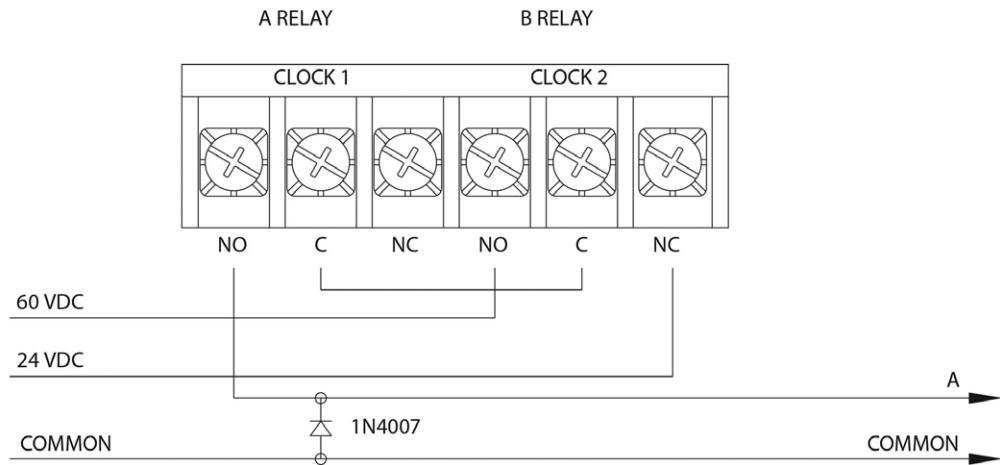 A RELAY B RELAY
CLOCK 1 CLOCK 2
NO C NC NO C NC
60 VDC
24 VDC
A
1N4007
COMMON COMMON